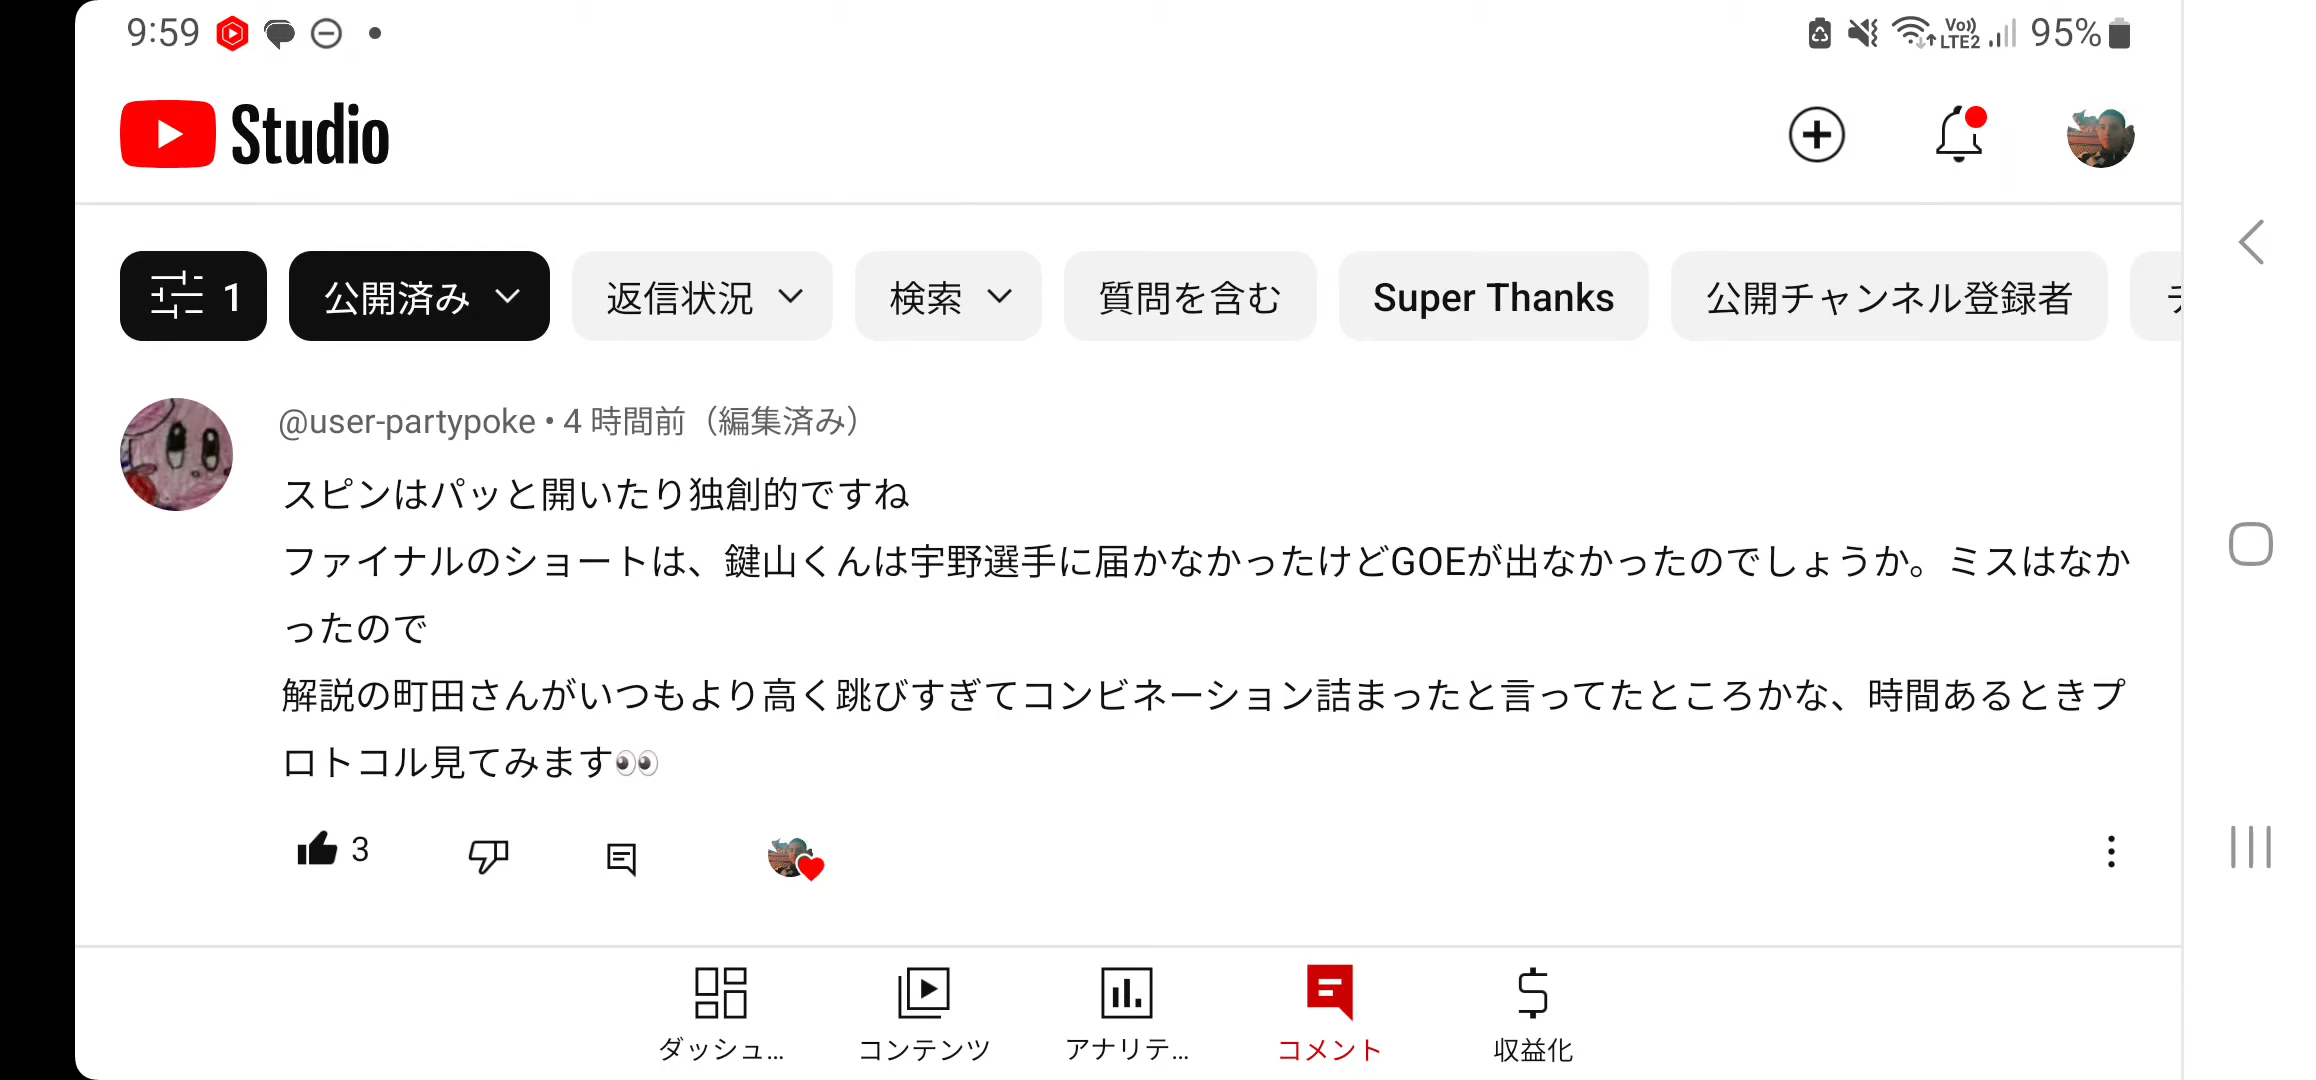 9:59
Vo)) LTE2 95%
Studio
1 公開済み 返信状況 検索 質問を含む Super Thanks 公開チャンネル登録者
@user-partypoke • 4 時間前（編集済み）
スピンはパッと開いたり独創的ですね
ファイナルのショートは、鍵山くんは宇野選手に届かなかったけどGOEが出なかったのでしょうか。ミスはなか
ったので
解説の町田さんがいつもより高く跳びすぎてコンビネーション詰まったと言ってたところかな、時間あるときプ
ロトコル見てみます👀
3
ダッシュ... コンテンツ アナリテ... コメント 収益化